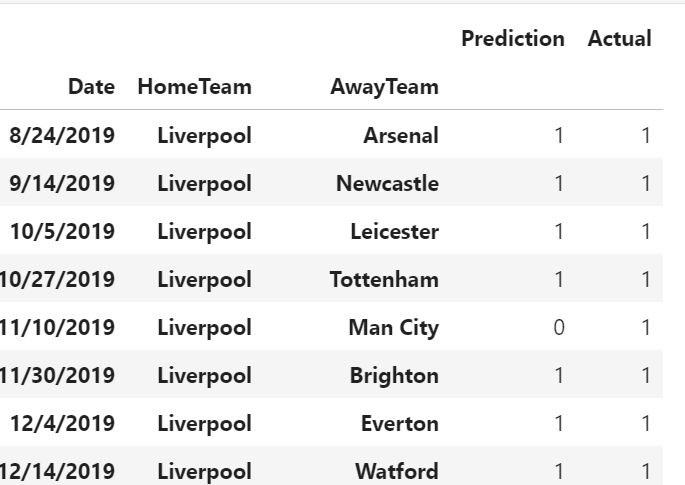 Prediction Actual
Date HomeTeam AwayTeam
8/24/2019 Liverpool Arsenal 1 1
9/14/2019 Liverpool Newcastle 1 1
10/5/2019 Liverpool Leicester 1 1
10/27/2019 Liverpool Tottenham 1 1
11/10/2019 Liverpool Man City 0 1
11/30/2019 Liverpool Brighton 1 1
12/4/2019 Liverpool Everton 1 1
12/14/2019 Liverpool Watford 1 1